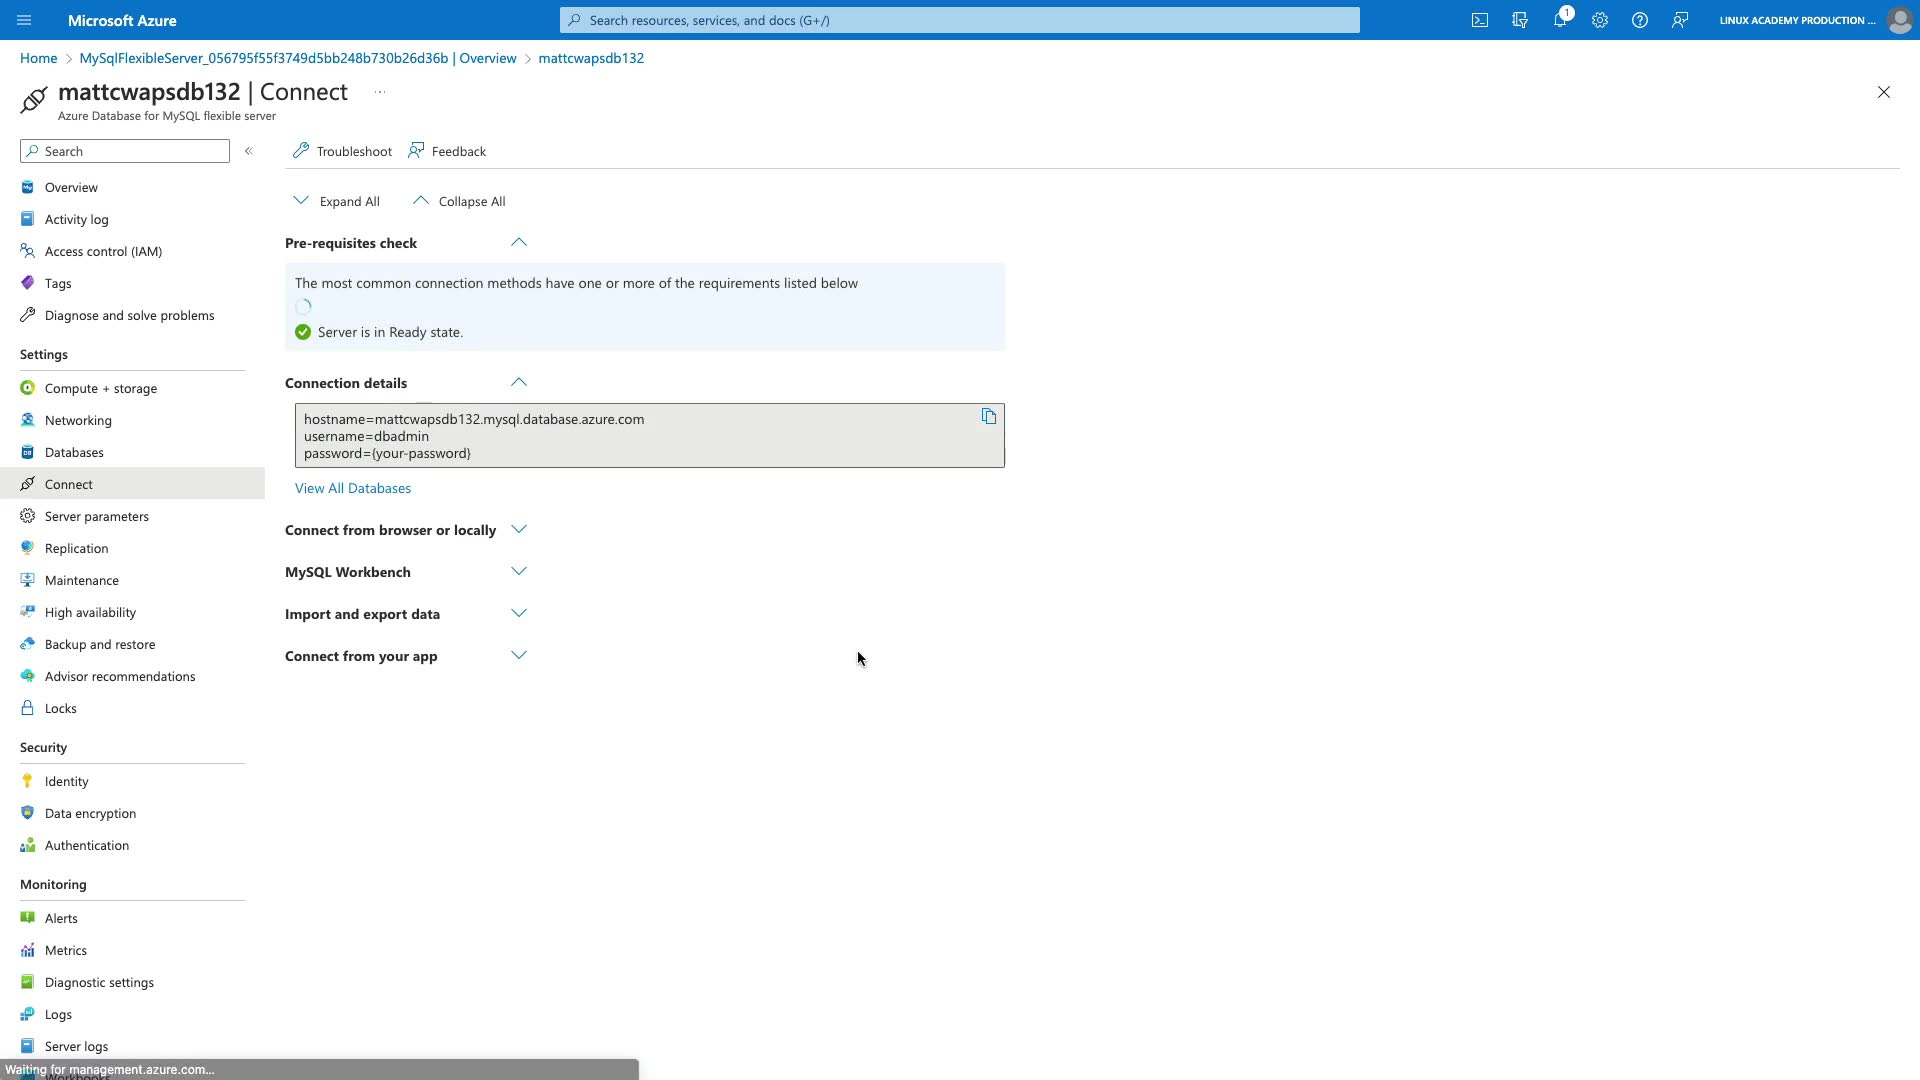 Microsoft Azure
Search resources, services, and docs (G+/)
1
LINUX ACADEMY PRODUCTION ...
Home > MySqlFlexibleServer_056795f55f3749d5bb248b730b26d36b | Overview > mattcwapsdb132
mattcwapsdb132 | Connect ...
Azure Database for MySQL flexible server
Search
«
Overview
Activity log
Access control (IAM)
Tags
Diagnose and solve problems
Settings
Compute + storage
Networking
Databases
Connect
Server parameters
Replication
Maintenance
High availability
Backup and restore
Advisor recommendations
Locks
Security
Identity
Data encryption
Authentication
Monitoring
Alerts
Metrics
Diagnostic settings
Logs
Server logs
Workbooks
Waiting for management.azure.com...
Troubleshoot
Feedback
Expand All
Collapse All
Pre-requisites check
The most common connection methods have one or more of the requirements listed below
Server is in Ready state.
Connection details
hostname=mattcwapsdb132.mysql.database.azure.com
username=dbadmin
password={your-password}
View All Databases
Connect from browser or locally
MySQL Workbench
Import and export data
Connect from your app